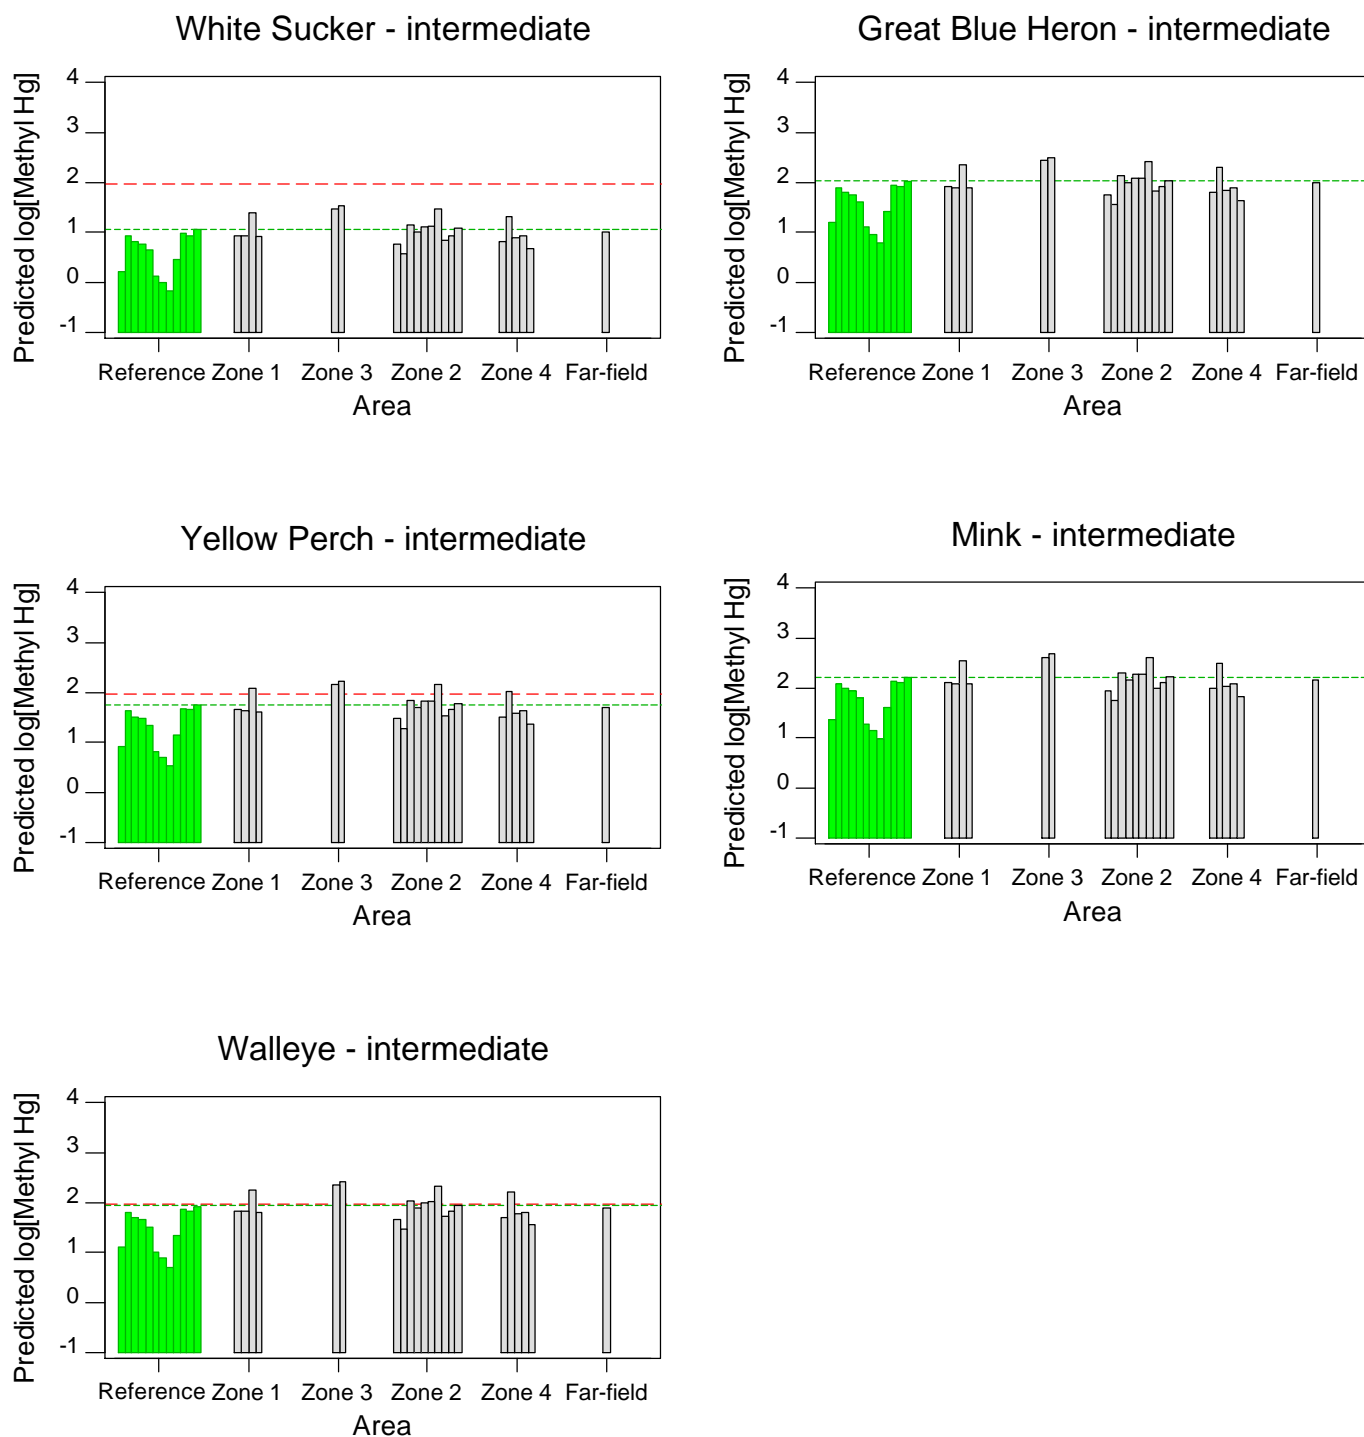 White Sucker - intermediate
Predicted log[Methyl Hg]
4
3
2
1
0
-1
Reference Zone 1 Zone 3 Zone 2 Zone 4 Far-field
Area
Great Blue Heron - intermediate
Predicted log[Methyl Hg]
4
3
2
1
0
-1
Reference Zone 1 Zone 3 Zone 2 Zone 4 Far-field
Area
Yellow Perch - intermediate
Predicted log[Methyl Hg]
4
3
2
1
0
-1
Reference Zone 1 Zone 3 Zone 2 Zone 4 Far-field
Area
Mink - intermediate
Predicted log[Methyl Hg]
4
3
2
1
0
-1
Reference Zone 1 Zone 3 Zone 2 Zone 4 Far-field
Area
Walleye - intermediate
Predicted log[Methyl Hg]
4
3
2
1
0
-1
Reference Zone 1 Zone 3 Zone 2 Zone 4 Far-field
Area